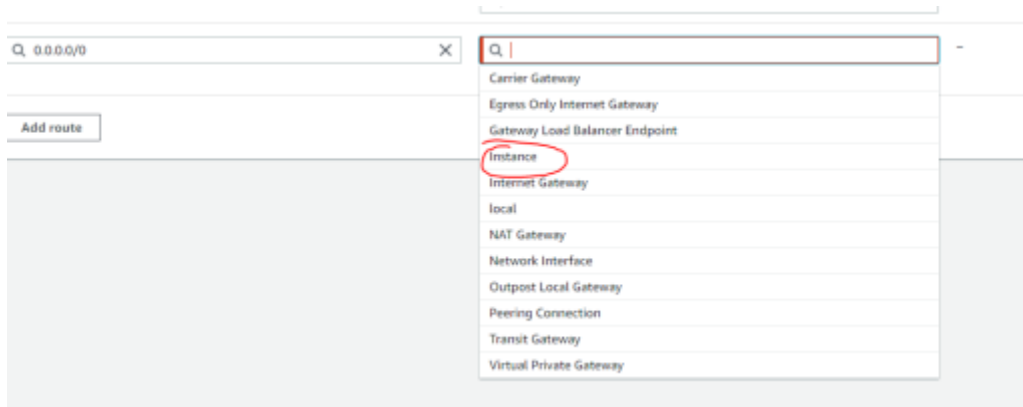 0.0.0.0/0
Carrier Gateway
Egress Only Internet Gateway
Add route
Gateway Load Balancer Endpoint
Instance
Internet Gateway
local
NAT Gateway
Network Interface
Outpost Local Gateway
Peering Connection
Transit Gateway
Virtual Private Gateway